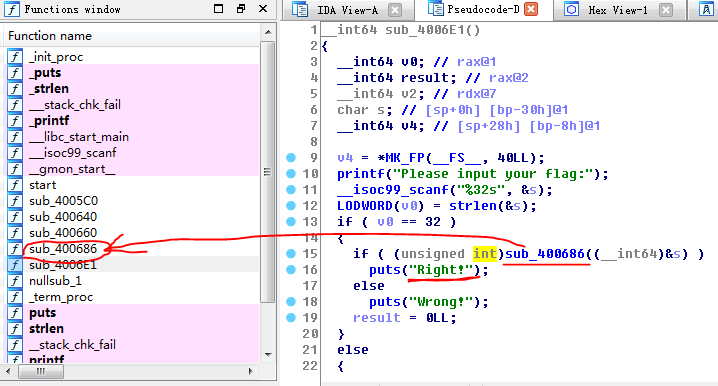 Functions window
Function name
f _init_proc
f _puts
f _strlen
f ___stack_chk_fail
f _printf
f __libc_start_main
f ___isoc99_scanf
f __gmon_start__
f start
f sub_4005C0
f sub_400640
f sub_400660
f sub_400686
f sub_4006E1
f nullsub_1
f _term_proc
f puts
f strlen
f __stack_chk_fail
f printf
IDA View-A
Pseudocode-D
Hex View-1
A
1 __int64 sub_4006E1()
2 {
3 __int64 v0; // rax@1
4 __int64 result; // rax@2
5 __int64 v2; // rdx@7
6 char s; // [sp+0h] [bp-30h]@1
7 __int64 v4; // [sp+28h] [bp-8h]@1
8
9 v4 = *MK_FP(__FS__, 40LL);
10 printf("Please input your flag:");
11 __isoc99_scanf("%32s", &s);
12 LODWORD(v0) = strlen(&s);
13 if ( v0 == 32 )
14 {
15 if ( (unsigned int)sub_400686((__int64)&s) )
16 puts("Right!");
17 else
18 puts("Wrong!");
19 result = 0LL;
20 }
21 else
22 {